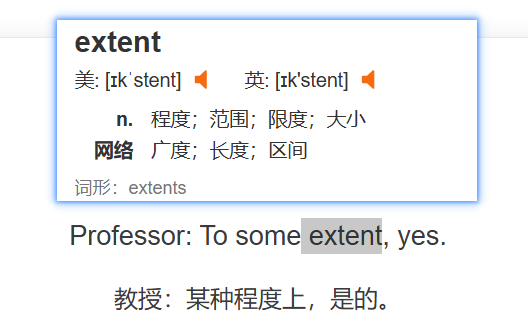 extent
美: [ɪkˈstent] 英: [ɪk'stent]
n. 程度；范围；限度；大小
网络 广度；长度；区间
词形：extents
Professor: To some extent, yes.
教授：某种程度上，是的。